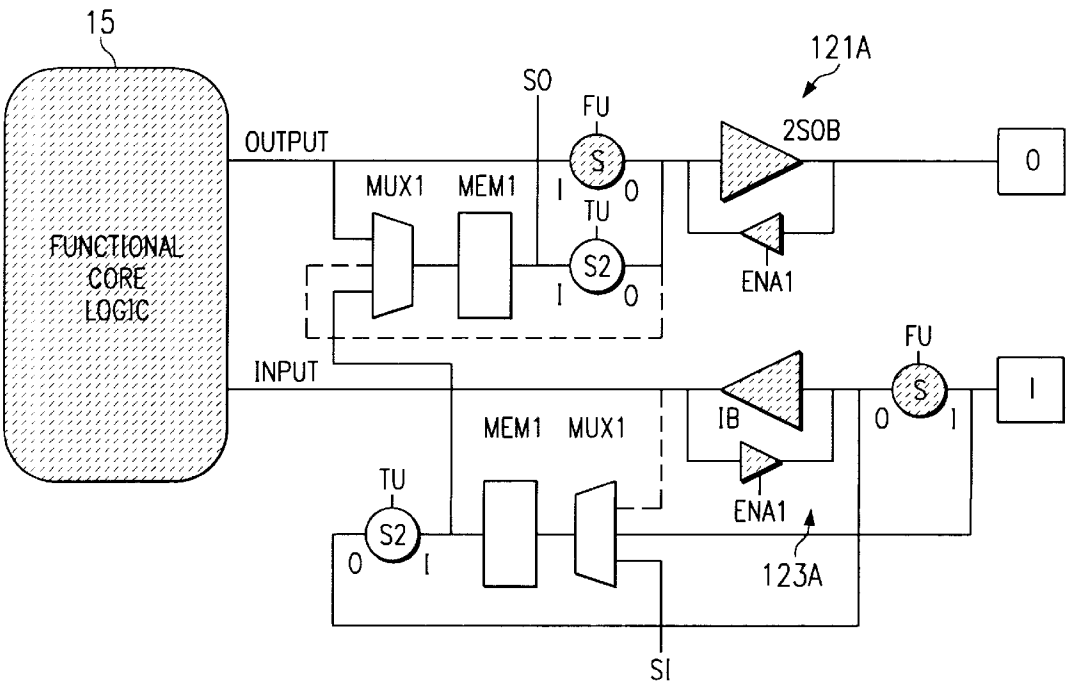 15
121A
SO
FU
2SOB
OUTPUT
S
O
MUX1
MEM1
I
O
TU
FUNCTIONAL
CORE
LOGIC
S2
I
O
ENA1
FU
INPUT
S
I
IB
O
I
MEM1
MUX1
TU
ENA1
S2
O
I
123A
SI